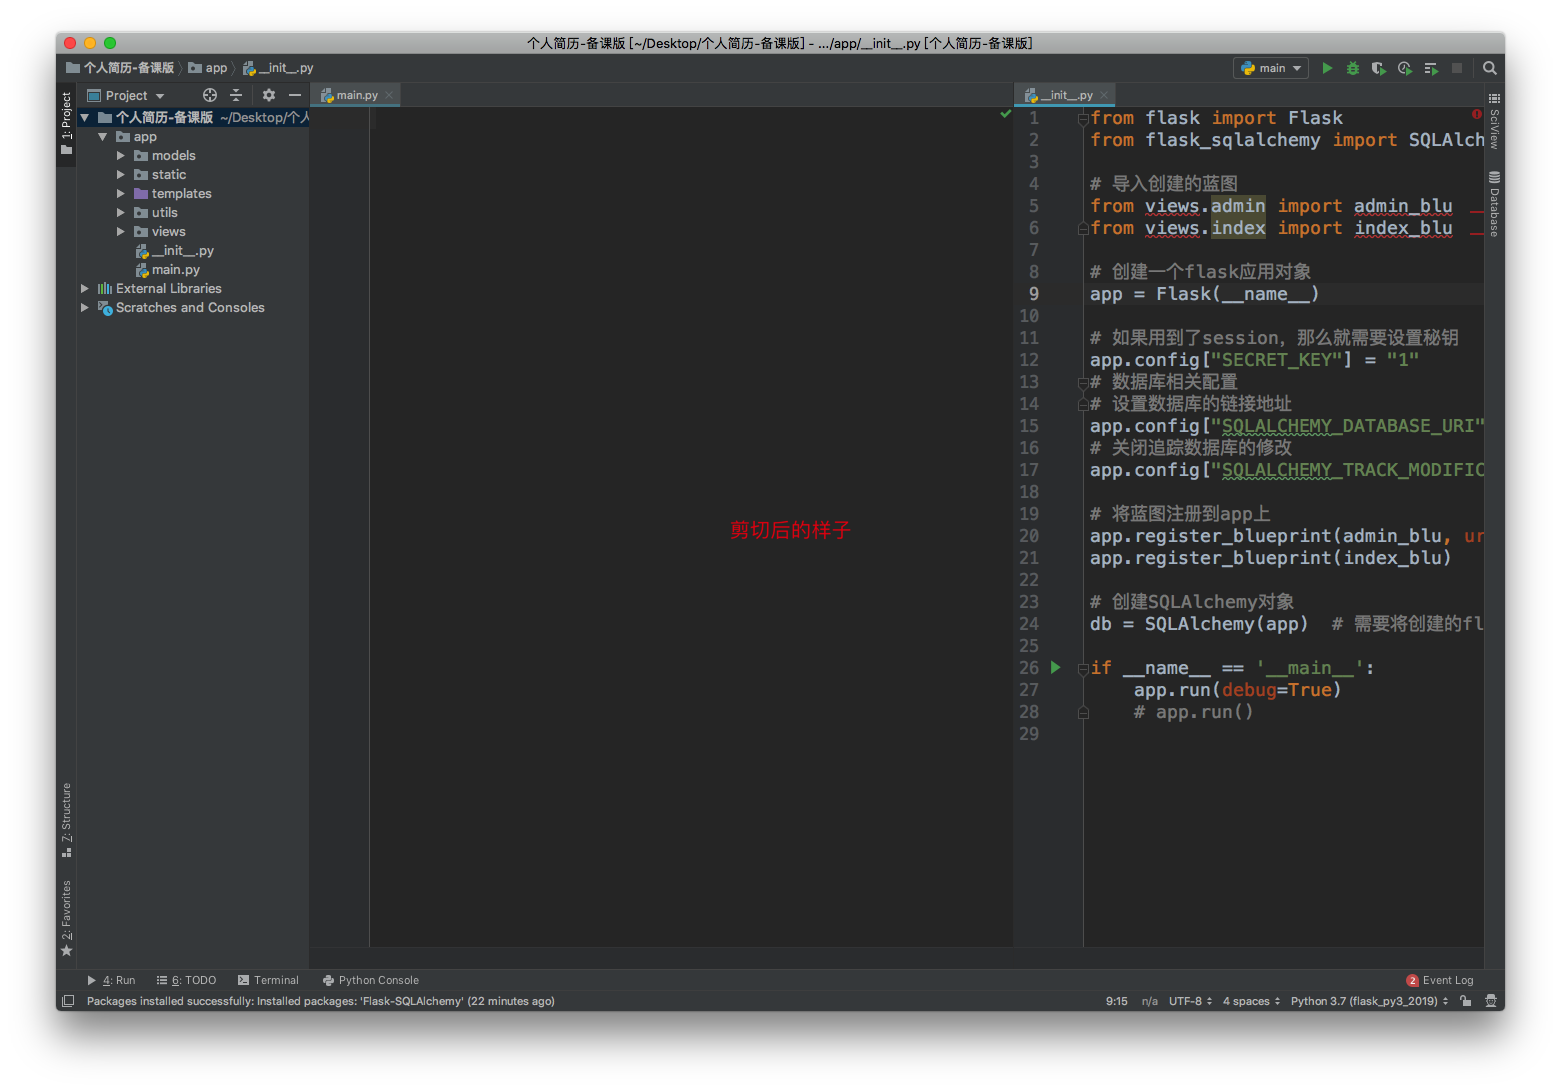 个人简历-备课版 [~/Desktop/个人简历-备课版] - .../app/__init__.py [个人简历-备课版]
个人简历-备课版 app __init__.py
main
1: Project
Project
main.py
__init__.py
个人简历-备课版 ~/Desktop/个人
app
models
static
templates
utils
views
__init__.py
main.py
External Libraries
Scratches and Consoles
剪切后的样子
1 from flask import Flask
2 from flask_sqlalchemy import SQLAlch
3
4 # 导入创建的蓝图
5 from views.admin import admin_blu
6 from views.index import index_blu
7
8 # 创建一个flask应用对象
9 app = Flask(__name__)
10
11 # 如果用到了session，那么就需要设置秘钥
12 app.config["SECRET_KEY"] = "1"
13 # 数据库相关配置
14 # 设置数据库的链接地址
15 app.config["SQLALCHEMY_DATABASE_URI"
16 # 关闭追踪数据库的修改
17 app.config["SQLALCHEMY_TRACK_MODIFIC
18
19 # 将蓝图注册到app上
20 app.register_blueprint(admin_blu, ur
21 app.register_blueprint(index_blu)
22
23 # 创建SQLAlchemy对象
24 db = SQLAlchemy(app)  # 需要将创建的fl
25
26 if __name__ == '__main__':
27     app.run(debug=True)
28     # app.run()
29
SciView
Database
7: Structure
2: Favorites
4: Run 6: TODO Terminal Python Console 2 Event Log
Packages installed successfully: Installed packages: 'Flask-SQLAlchemy' (22 minutes ago) 9:15 n/a UTF-8 4 spaces Python 3.7 (flask_py3_2019)